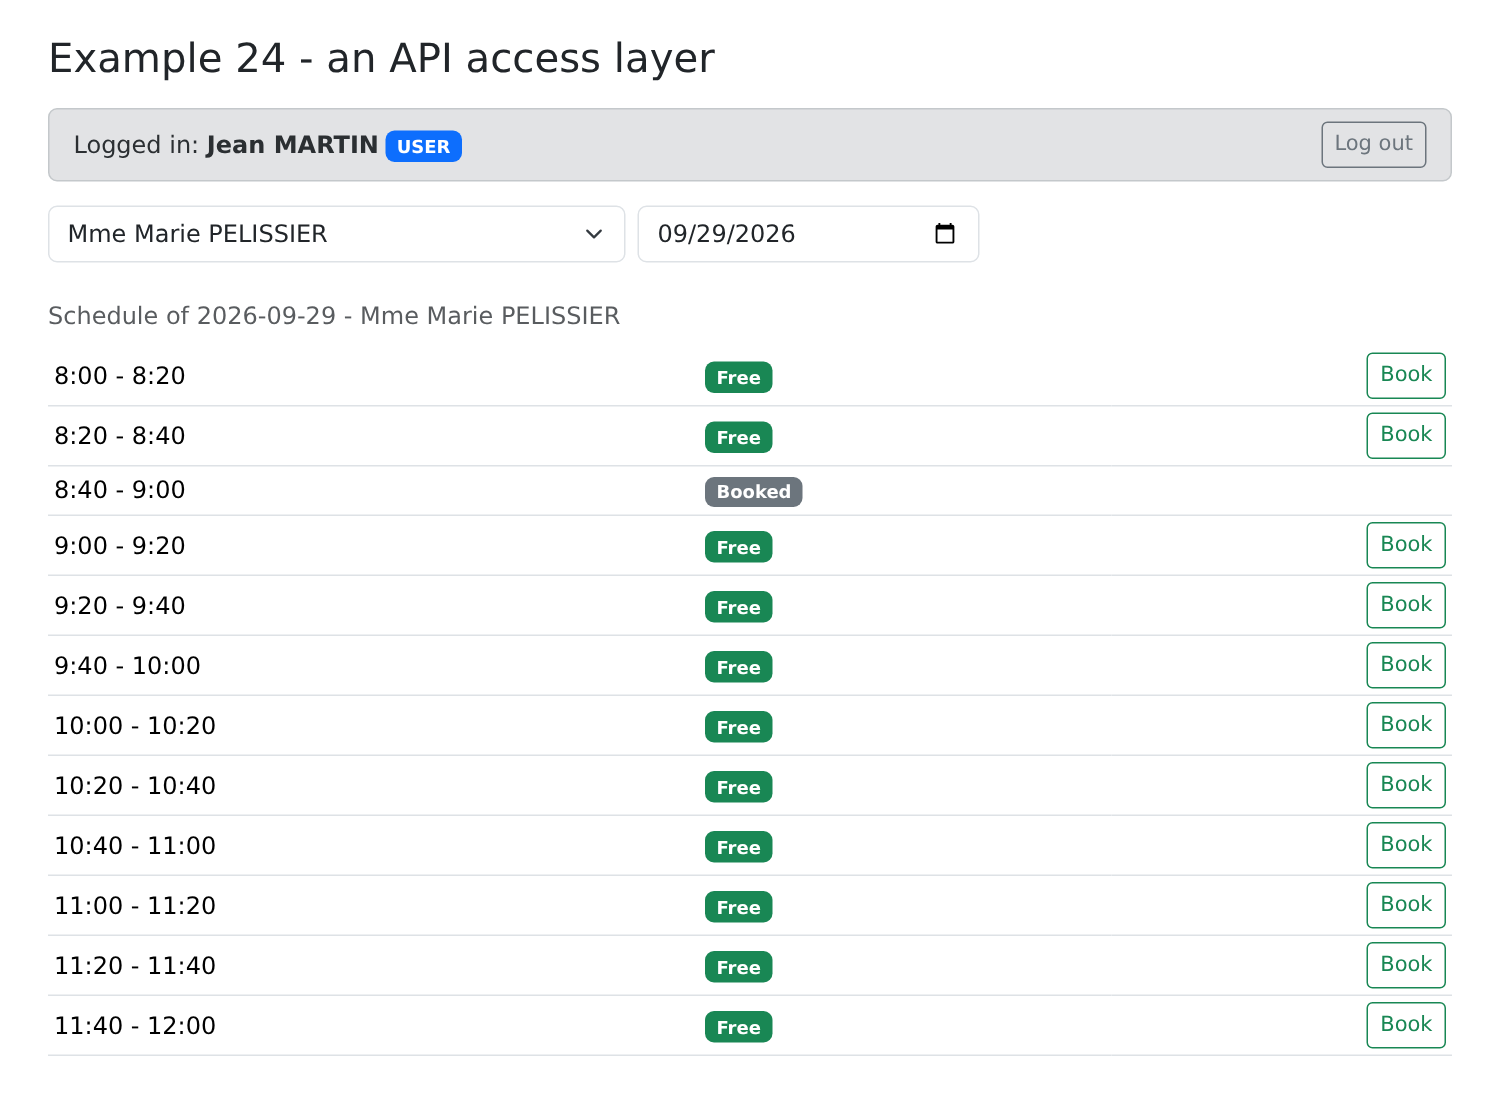 Example 24 - an API access layer
Logged in: Jean MARTIN USER Log out
Mme Marie PELISSIER 09/29/2026
Schedule of 2026-09-29 - Mme Marie PELISSIER
8:00 - 8:20 Free Book
8:20 - 8:40 Free Book
8:40 - 9:00 Booked
9:00 - 9:20 Free Book
9:20 - 9:40 Free Book
9:40 - 10:00 Free Book
10:00 - 10:20 Free Book
10:20 - 10:40 Free Book
10:40 - 11:00 Free Book
11:00 - 11:20 Free Book
11:20 - 11:40 Free Book
11:40 - 12:00 Free Book